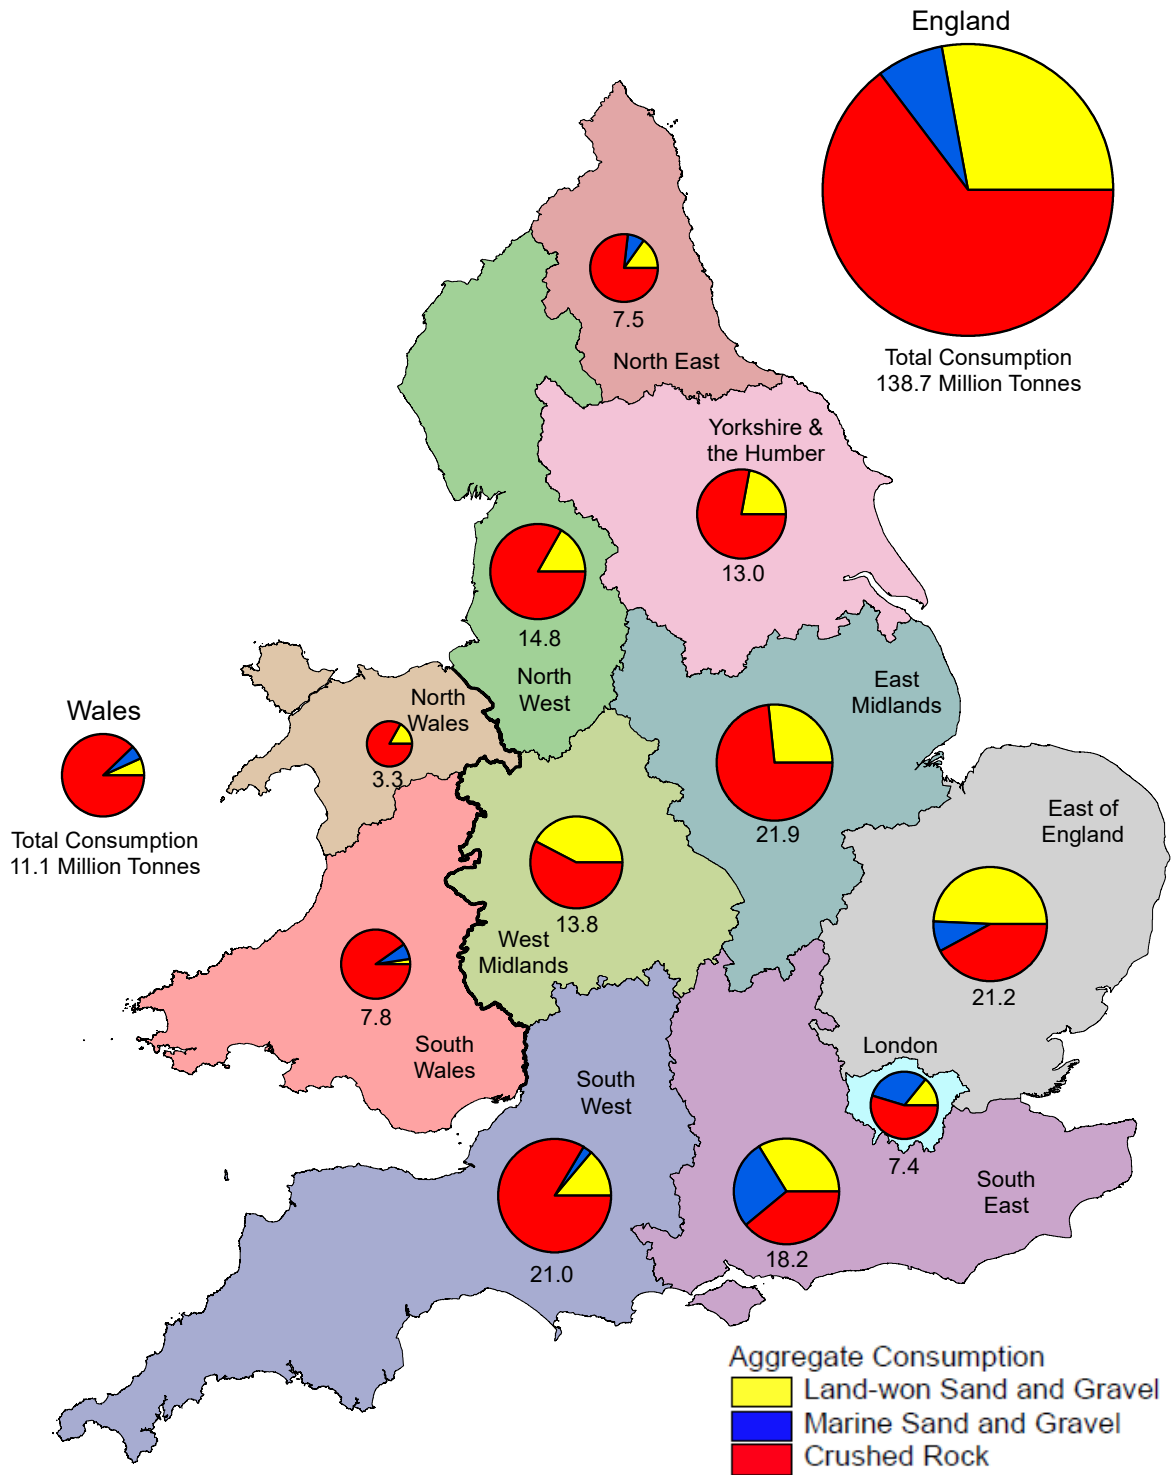 England
Total Consumption
138.7 Million Tonnes
7.5
North East
Yorkshire &
the Humber
13.0
14.8
North
West
East
Midlands
21.9
North
Wales
3.3
Wales
Total Consumption
11.1 Million Tonnes
East of
England
21.2
13.8
West
Midlands
7.8
South
Wales
London
7.4
South
West
21.0
South
East
18.2
Aggregate Consumption
Land-won Sand and Gravel
Marine Sand and Gravel
Crushed Rock